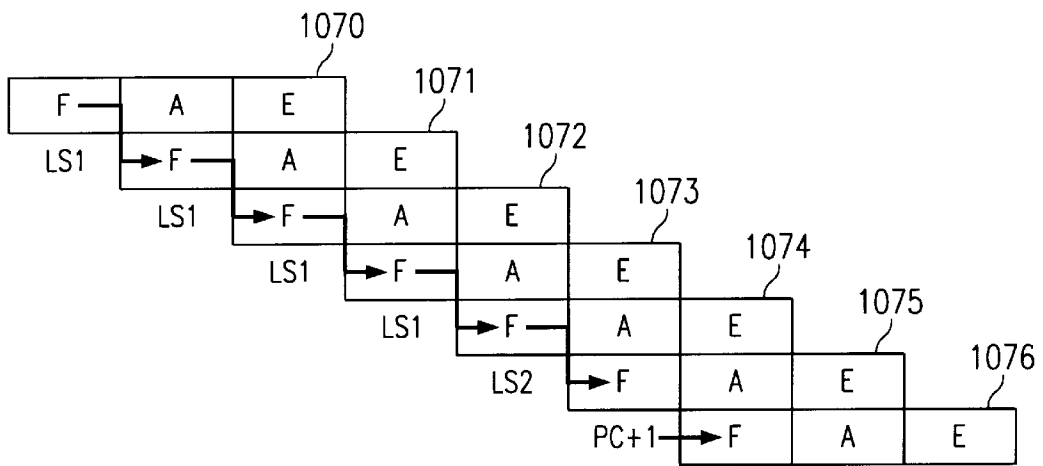 1070
F A E
1071
LS1 F A E
1072
LS1 F A E
1073
LS1 F A E
1074
LS1 F A E
1075
LS2 F A E
1076
PC+1 F A E